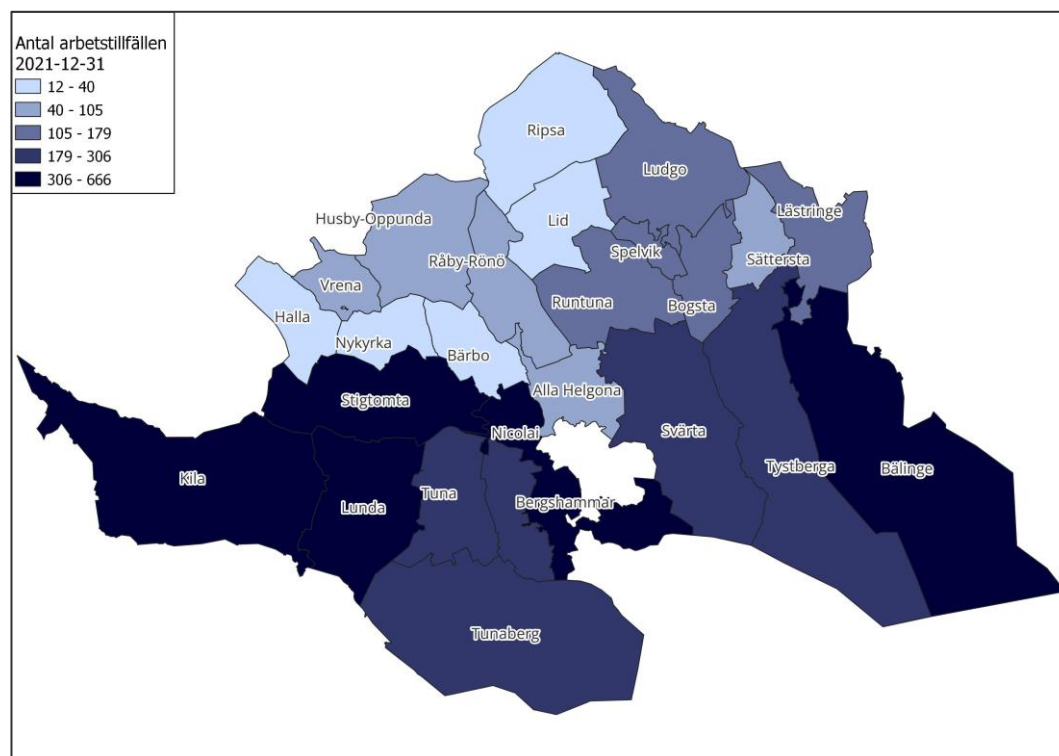 Antal arbetstillfällen
2021-12-31
12 - 40
40 - 105
105 - 179
179 - 306
306 - 666
Ripsa
Ludgo
Lästringe
Husby-Oppunda
Lid
Spelvik
Sättersta
Råby-Rönö
Vrena
Runtuna
Bogsta
Halla
Nykyrka
Bärbo
Alla Helgona
Stigtomta
Nicolai
Svärta
Tystberga
Bälinge
Kila
Tuna
Lunda
Bergshammar
Tunaberg